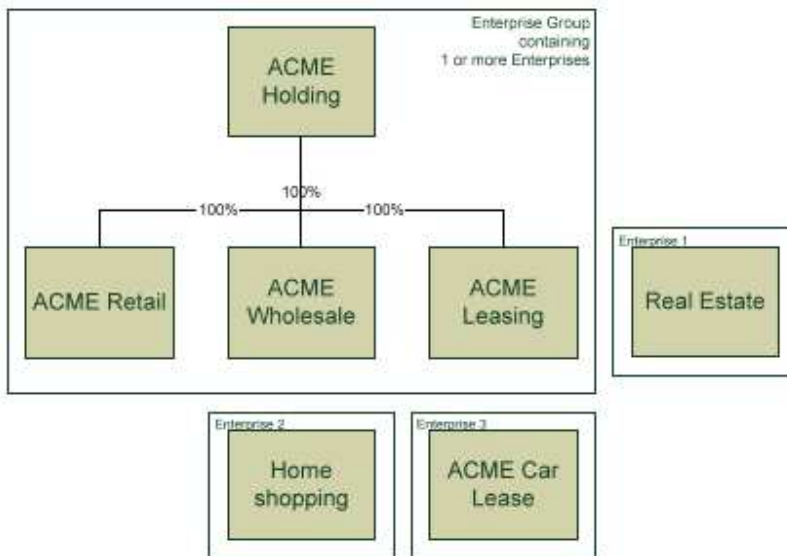 Enterprise Group
containing
1 or more Enterprises
ACME
Holding
100%
100%
100%
ACME Retail
ACME
Wholesale
ACME
Leasing
Enterprise 1
Real Estate
Enterprise 2
Home
shopping
Enterprise 3
ACME Car
Lease